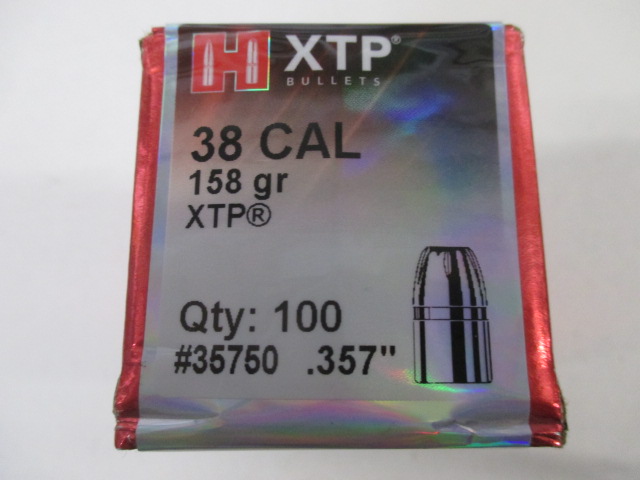 H XTP®
BULLETS
38 CAL
158 gr
XTP®
Qty: 100
#35750 .357"